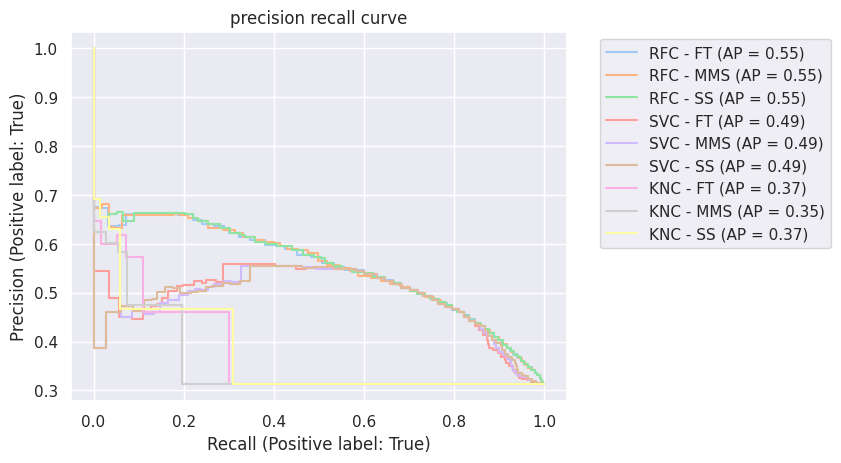 precision recall curve
1.0
0.9
0.8
0.7
0.6
0.5
0.4
0.3
Precision (Positive label: True)
0.0 0.2 0.4 0.6 0.8 1.0
Recall (Positive label: True)
RFC - FT (AP = 0.55)
RFC - MMS (AP = 0.55)
RFC - SS (AP = 0.55)
SVC - FT (AP = 0.49)
SVC - MMS (AP = 0.49)
SVC - SS (AP = 0.49)
KNC - FT (AP = 0.37)
KNC - MMS (AP = 0.35)
KNC - SS (AP = 0.37)